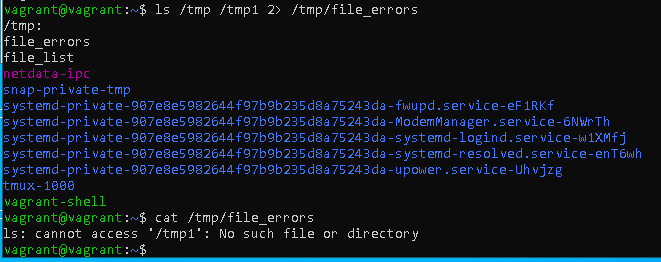 vagrant@vagrant:~$ ls /tmp /tmp1 2> /tmp/file_errors
/tmp:
file_errors
file_list
netdata-ipc
snap-private-tmp
systemd-private-907e8e5982644f97b9b235d8a75243da-fwupd.service-eF1RKf
systemd-private-907e8e5982644f97b9b235d8a75243da-ModemManager.service-6NWrTh
systemd-private-907e8e5982644f97b9b235d8a75243da-systemd-logind.service-w1XMfj
systemd-private-907e8e5982644f97b9b235d8a75243da-systemd-resolved.service-enT6wh
systemd-private-907e8e5982644f97b9b235d8a75243da-upower.service-Uhvjzg
tmux-1000
vagrant-shell
vagrant@vagrant:~$ cat /tmp/file_errors
ls: cannot access '/tmp1': No such file or directory
vagrant@vagrant:~$